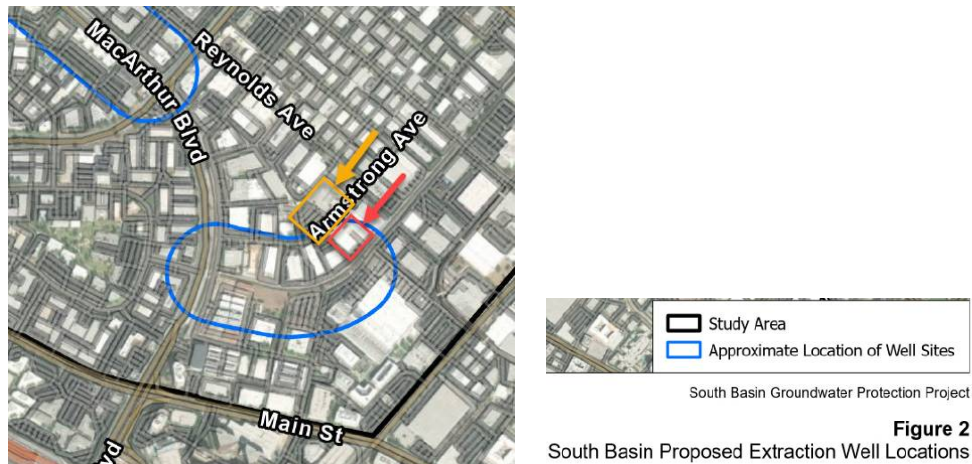 MacArthur Blvd
Reynolds Ave
Armstrong Ave
Main St
vd
Study Area
Approximate Location of Well Sites
South Basin Groundwater Protection Project
Figure 2
South Basin Proposed Extraction Well Locations